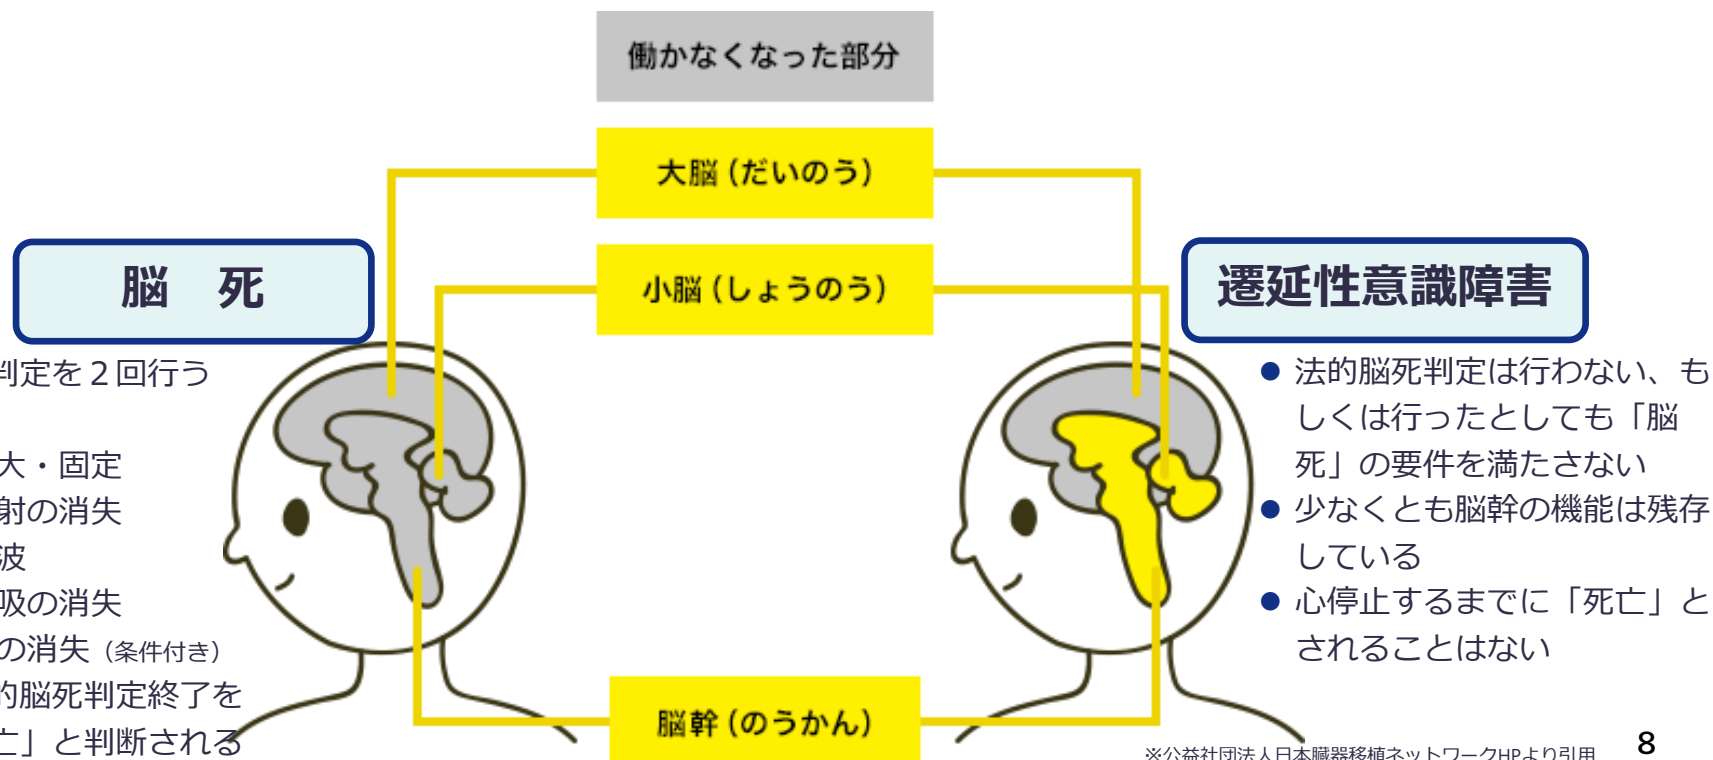 働かなくなった部分
大脳（だいのう）
小脳（しょうのう）
脳　死
判定を２回行う
大・固定
射の消失
波
吸の消失
の消失（条件付き）
的脳死判定終了を
亡」と判断される
遷延性意識障害
● 法的脳死判定は行わない、も
しくは行ったとしても「脳
死」の要件を満たさない
● 少なくとも脳幹の機能は残存
している
● 心停止するまでに「死亡」と
されることはない
脳幹（のうかん）
※公益社団法人日本臓器移植ネットワークHPより引用
8